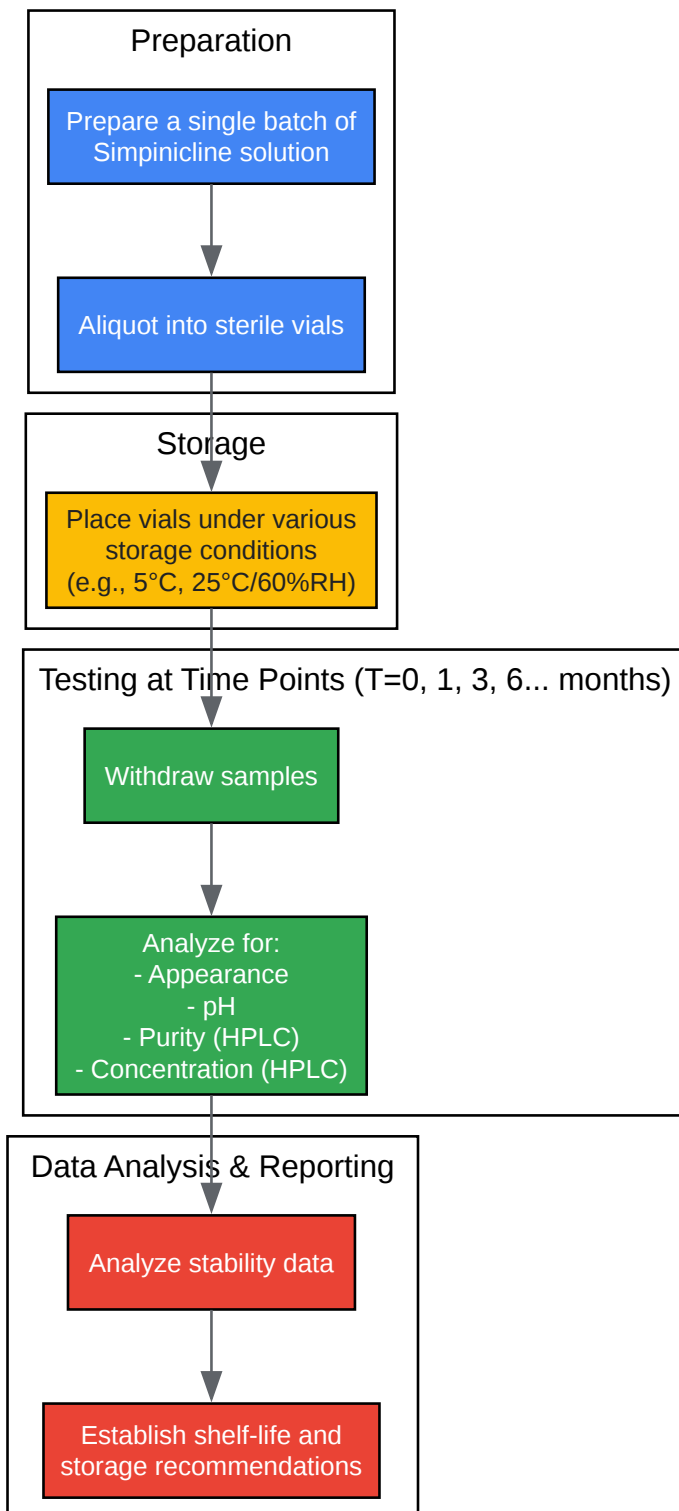 Preparation
Prepare a single batch of
Simpinicline solution
Aliquot into sterile vials
Storage
Place vials under various
storage conditions
(e.g., 5°C, 25°C/60%RH)
Testing at Time Points (T=0, 1, 3, 6... months)
Withdraw samples
Analyze for:
- Appearance
- pH
- Purity (HPLC)
- Concentration (HPLC)
Data Analysis & Reporting
Analyze stability data
Establish shelf-life and
storage recommendations